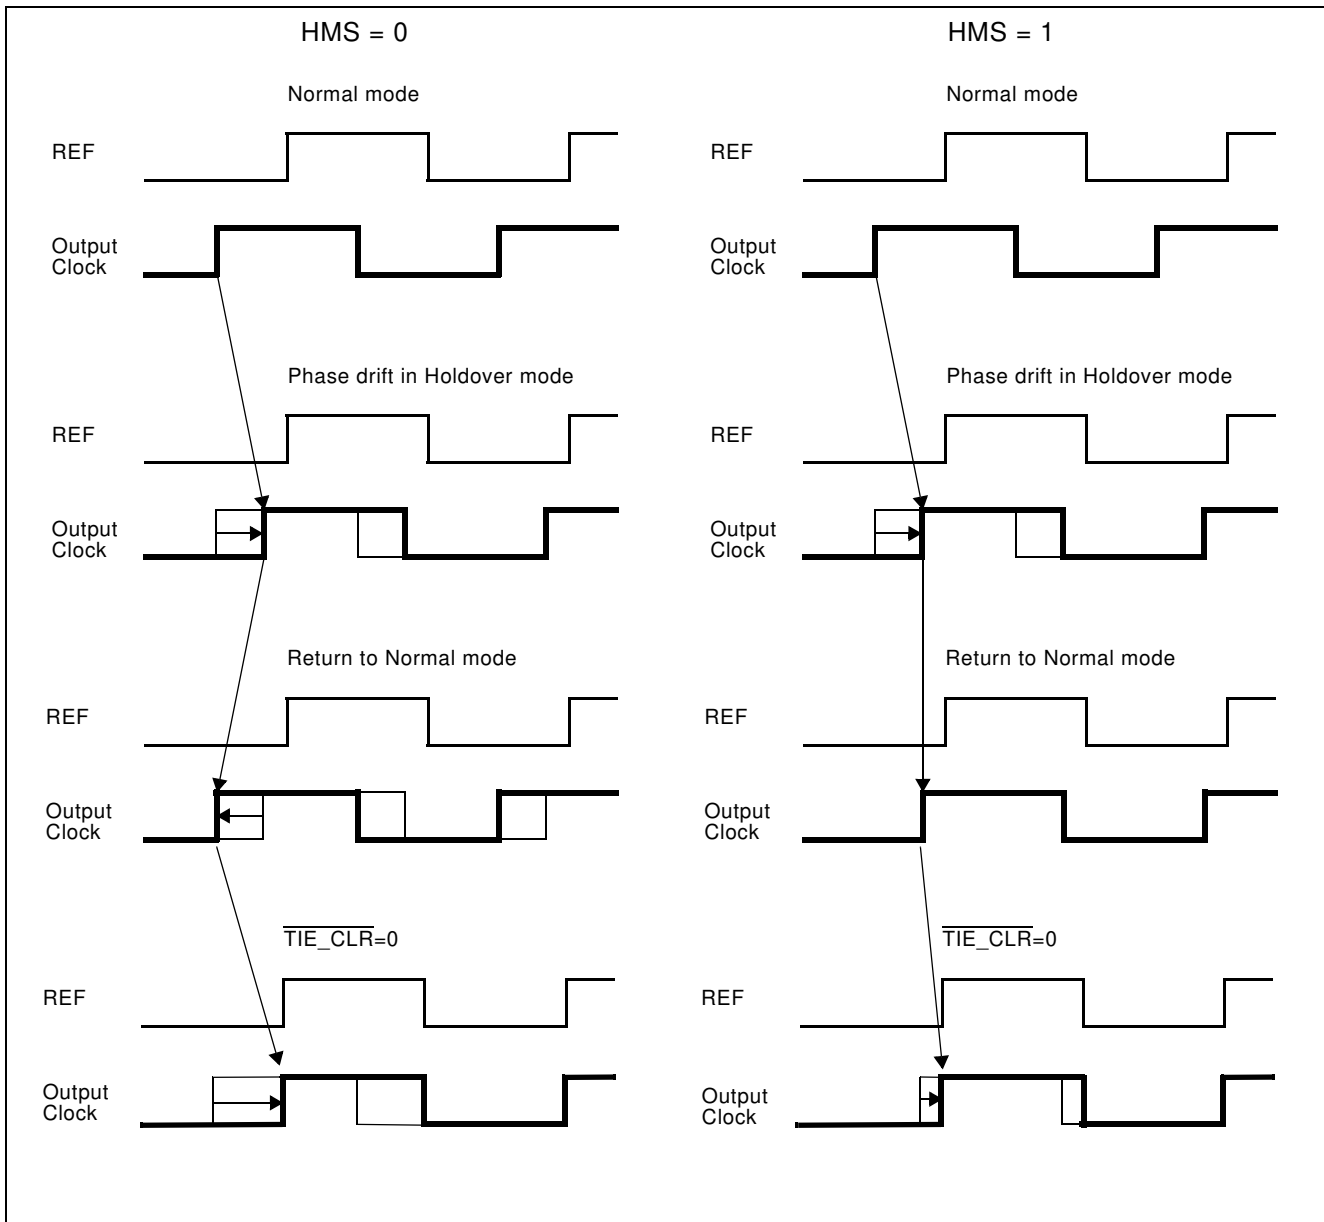 HMS = 0
Normal mode
REF
Output
Clock
Phase drift in Holdover mode
REF
Output
Clock
Return to Normal mode
REF
Output
Clock
TIE_CLR=0
REF
Output
Clock
HMS = 1
Normal mode
REF
Output
Clock
Phase drift in Holdover mode
REF
Output
Clock
Return to Normal mode
REF
Output
Clock
TIE_CLR=0
REF
Output
Clock